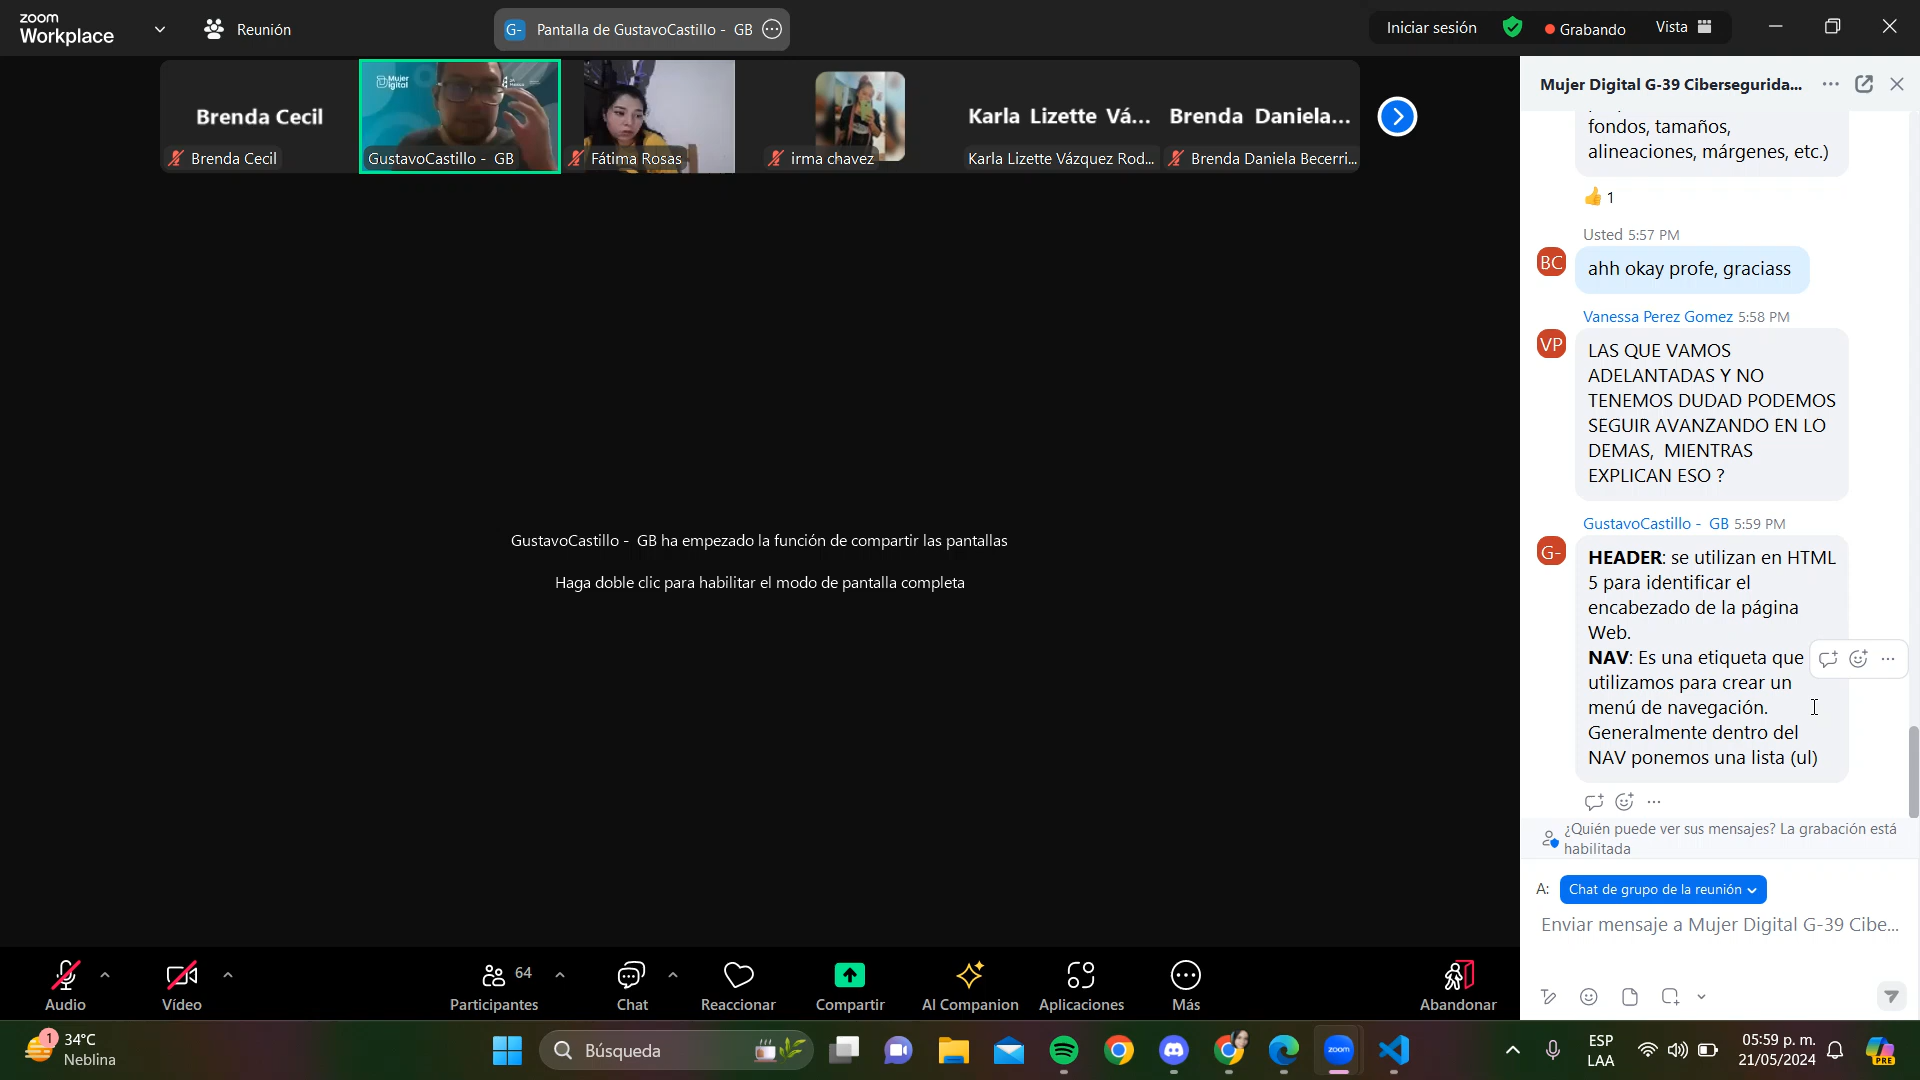 zoom
Workplace
Reunión
G- Pantalla de GustavoCastillo - GB
Iniciar sesión
Grabando
Vista
Brenda Cecil
Brenda Cecil
Mujer
Digital
GustavoCastillo - GB
Fátima Rosas
irma chavez
Karla Lizette Vá...
Karla Lizette Vázquez Rod...
Brenda Daniela...
Brenda Daniela Becerri...
GustavoCastillo - GB ha empezado la función de compartir las pantallas
Haga doble clic para habilitar el modo de pantalla completa
Mujer Digital G-39 Cibersegurida...
fondos, tamaños,
alineaciones, márgenes, etc.)
👍 1
Usted 5:57 PM
BC
ahh okay profe, graciass
Vanessa Perez Gomez 5:58 PM
VP
LAS QUE VAMOS
ADELANTADAS Y NO
TENEMOS DUDAD PODEMOS
SEGUIR AVANZANDO EN LO
DEMAS, MIENTRAS
EXPLICAN ESO ?
GustavoCastillo - GB 5:59 PM
G-
HEADER: se utilizan en HTML
5 para identificar el
encabezado de la página
Web.
NAV: Es una etiqueta que
utilizamos para crear un
menú de navegación.
Generalmente dentro del
NAV ponemos una lista (ul)
¿Quién puede ver sus mensajes? La grabación está
habilitada
A: Chat de grupo de la reunión
Enviar mensaje a Mujer Digital G-39 Cibe...
Audio
Vídeo
64
Participantes
Chat
Reaccionar
Compartir
AI Companion
Aplicaciones
Más
Abandonar
1
34°C
Neblina
Búsqueda
zoom
ESP
LAA
05:59 p. m.
21/05/2024
PRE